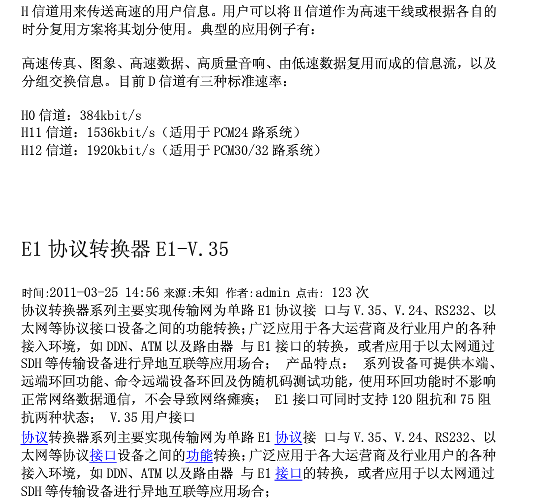 H 信道用来传送高速的用户信息。用户可以将 H 信道作为高速干线或根据各自的
时分复用方案将其划分使用。典型的应用例子有：
高速传真、图象、高速数据、高质量音响、由低速数据复用而成的信息流，以及
分组交换信息。目前 D 信道有三种标准速率：
H0 信道：384kbit/s
H11 信道：1536kbit/s（适用于 PCM24 路系统）
H12 信道：1920kbit/s（适用于 PCM30/32 路系统）
E1 协议转换器 E1-V.35
时间:2011-03-25 14:56 来源:未知 作者:admin 点击: 123 次
协议转换器系列主要实现传输网为单路 E1 协议接 口与 V.35、V.24、RS232、以
太网等协议接口设备之间的功能转换;广泛应用于各大运营商及行业用户的各种
接入环境，如 DDN、ATM 以及路由器 与 E1 接口的转换，或者应用于以太网通过
SDH 等传输设备进行异地互联等应用场合； 产品特点： 系列设备可提供本端、
远端环回功能、命令远端设备环回及伪随机码测试功能，使用环回功能时不影响
正常网络数据通信，不会导致网络瘫痪； E1 接口可同时支持 120 阻抗和 75 阻
抗两种状态； V.35 用户接口
协议转换器系列主要实现传输网为单路 E1 协议接 口与 V.35、V.24、RS232、以
太网等协议接口设备之间的功能转换;广泛应用于各大运营商及行业用户的各种
接入环境，如 DDN、ATM 以及路由器 与 E1 接口的转换，或者应用于以太网通过
SDH 等传输设备进行异地互联等应用场合；